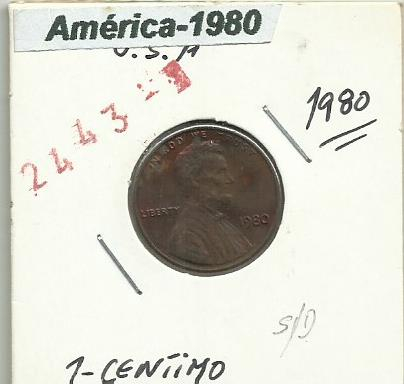 América-1980
U.S.A
2443
1980
IN GOD WE TRUST
LIBERTY
1980
S/D
1-CENTIMO